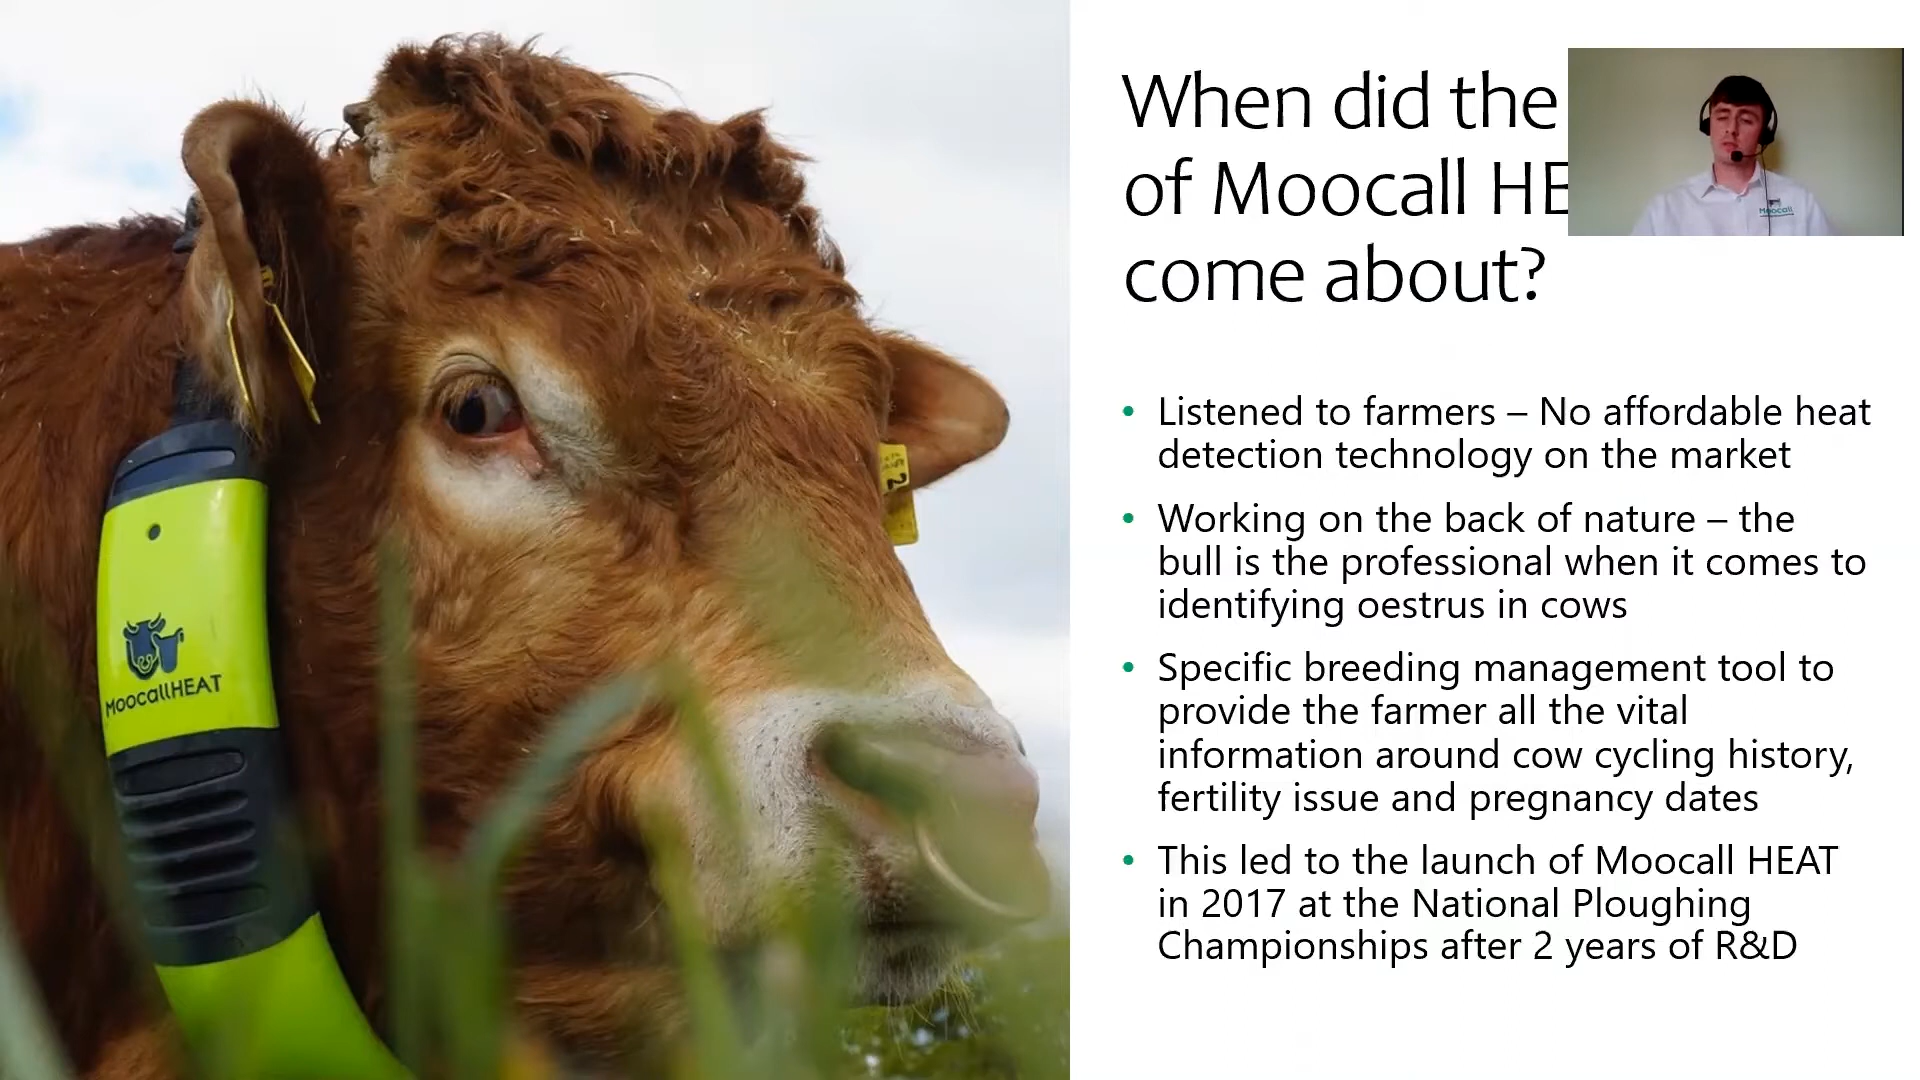 When did the
of Moocall HE
come about?
Moocall
• Listened to farmers – No affordable heat
detection technology on the market
• Working on the back of nature – the
bull is the professional when it comes to
identifying oestrus in cows
• Specific breeding management tool to
provide the farmer all the vital
information around cow cycling history,
fertility issue and pregnancy dates
• This led to the launch of Moocall HEAT
in 2017 at the National Ploughing
Championships after 2 years of R&D
MoocallHEAT
2